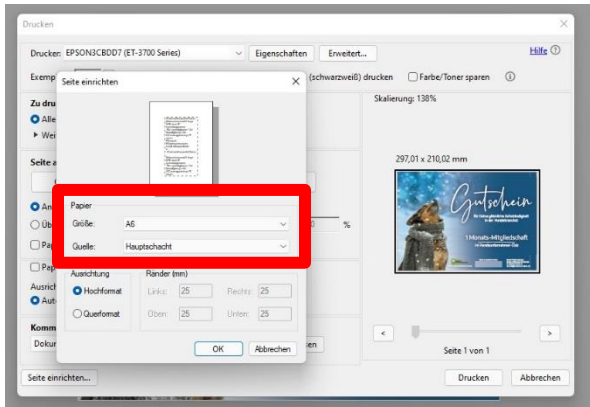 Drucken
Drucker: EPSON3CBDD7 (ET-3700 Series) Eigenschaften Erweitert... Hilfe
Exemp (schwarzweiß) drucken Farbe/Toner sparen
Seite einrichten
Zu dru Skalierung: 138%
Alle
Wei
Seite a 297,01 x 210,02 mm
Papier
Größe: A6
Quelle: Hauptschacht
An
Üb 0 %
Pa
Pap
Gutschein
1 Monats-Mitgliedschaft
Ausrichtung Ränder (mm)
Hochformat Links: 25 Rechts: 25
Querformat Oben: 25 Unten: 25
Ausrich
Aut
Komm
Dokur en
OK Abbrechen
< >
Seite 1 von 1
Seite einrichten... Drucken Abbrechen